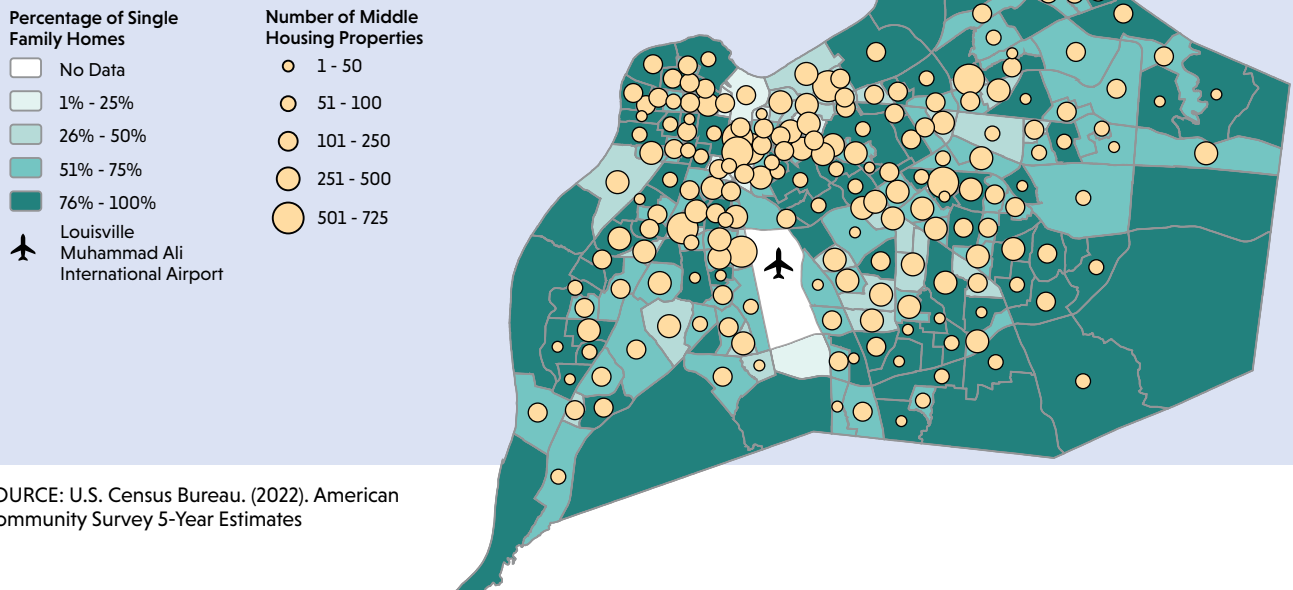 Percentage of Single
Family Homes
No Data
1% - 25%
26% - 50%
51% - 75%
76% - 100%
Louisville
Muhammad Ali
International Airport
Number of Middle
Housing Properties
1 - 50
51 - 100
101 - 250
251 - 500
501 - 725
OURCE: U.S. Census Bureau. (2022). American
ommunity Survey 5-Year Estimates